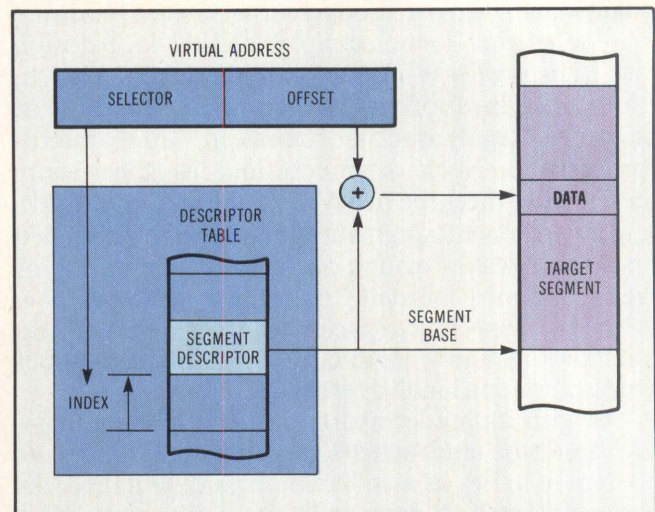 VIRTUAL ADDRESS
SELECTOR
OFFSET
+
DATA
DESCRIPTOR
TABLE
TARGET
SEGMENT
SEGMENT
DESCRIPTOR
SEGMENT
BASE
INDEX